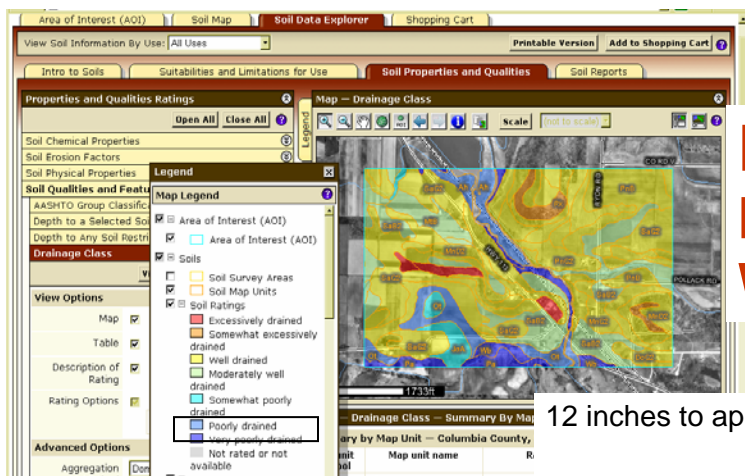 Area of Interest (AOI) Soil Map Soil Data Explorer Shopping Cart
View Soil Information By Use: All Uses Printable Version Add to Shopping Cart
Intro to Soils Suitabilities and Limitations for Use Soil Properties and Qualities Soil Reports
Properties and Qualities Ratings
Open All Close All
Soil Chemical Properties
Soil Erosion Factors
Soil Physical Properties
Soil Qualities and Featu
AASHTO Group Classific
Depth to a Selected Soi
Depth to Any Soil Restri
Drainage Class
View Options
Map
Table
Description of
Rating
Rating Options
Advanced Options
Aggregation Dom
Legend
Legend
Map Legend
Area of Interest (AOI)
Area of Interest (AOI)
Soils
Soil Survey Areas
Soil Map Units
Soil Ratings
Excessively drained
Somewhat excessively
drained
Well drained
Moderately well
drained
Somewhat poorly
drained
Poorly drained
Very poorly drained
Not rated or not
available
Map — Drainage Class
Scale (not to scale)
CO RD V
RYON RD
POLLACK RD
1733ft
12 inches to ap
Drainage Class — Summary By Map
ary by Map Unit — Columbia County,
unit Map unit name